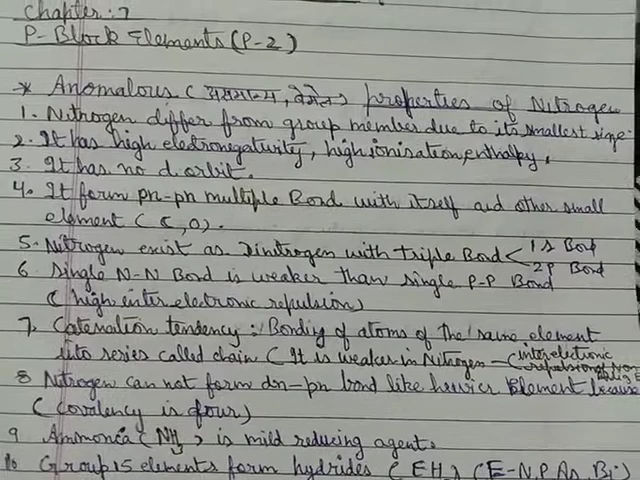 Chapter : 7
P-Block Elements (P-2)
* Anomalous ( असामान्य, ) properties of Nitrogen
1. Nitrogen differ from group member due to its smallest size.
2. It has high electronegativity, high ionisation, enthalpy.
3. It has no d orbit.
4. It form pπ-pπ multiple Bond with itself and other small
element ( C, O).
5. Nitrogen exist as Dinitrogen with triple Bond < 1 s Bond
2 p Bond
6 Single N-N Bond is weaker than single P-P Bond
( high inter electronic repulsion)
7. Catenation tendency : Bonding of atoms of the same element
into series called chain ( It is weaker in Nitrogen - ( interelectronic
repulsion of non
8 Nitrogen can not form dπ-pπ bond like heavier Element because
( covalency is four)
9 Ammonia ( NH3 ) is mild reducing agent.
10 Group 15 elements form hydrides ( EH3 ) ( E-N, P, As, Bi)